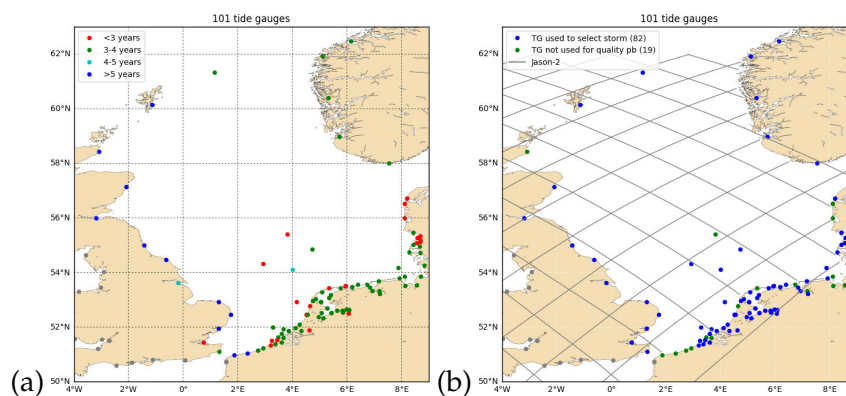 101 tide gauges
<3 years
3-4 years
4-5 years
>5 years
62°N
60°N
58°N
56°N
54°N
52°N
50°N
4°W
2°W
0°
2°E
4°E
6°E
8°E
(a)
101 tide gauges
TG used to select storm (82)
TG not used for quality pb (19)
Jason-2
62°N
60°N
58°N
56°N
54°N
52°N
50°N
4°W
2°W
0°
2°E
4°E
6°E
8°E
(b)